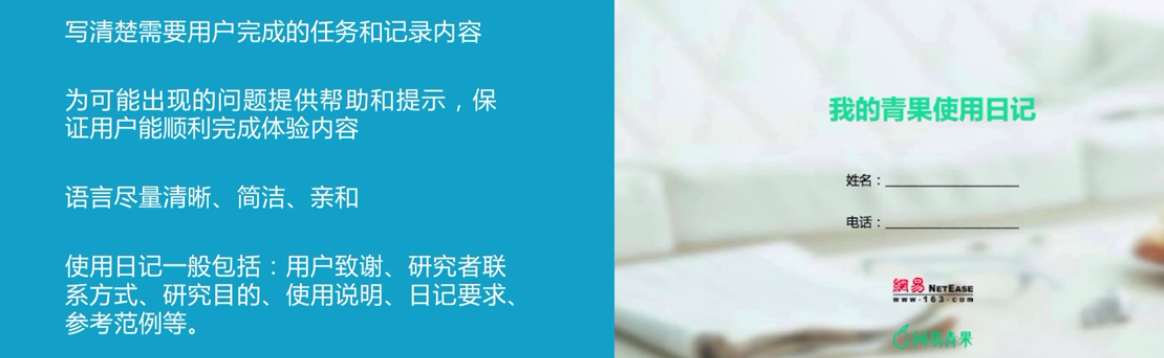 写清楚需要用户完成的任务和记录内容
为可能出现的问题提供帮助和提示，保
证用户能顺利完成体验内容
语言尽量清晰、简洁、亲和
使用日记一般包括：用户致谢、研究者联
系方式、研究目的、使用说明、日记要求、
参考范例等。
我的青果使用日记
姓名：
电话：
網易 NETEASE
www.163.com
网易青果